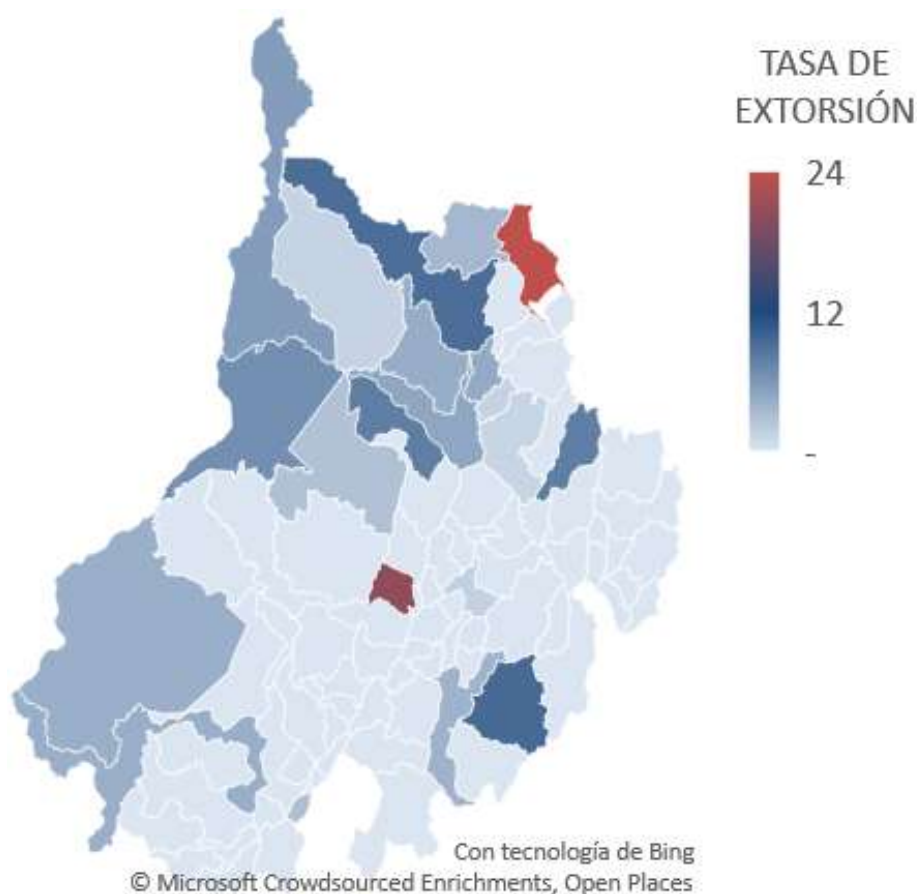 TASA DE
EXTORSIÓN
24
12
-
Con tecnología de Bing
© Microsoft Crowdsourced Enrichments, Open Places